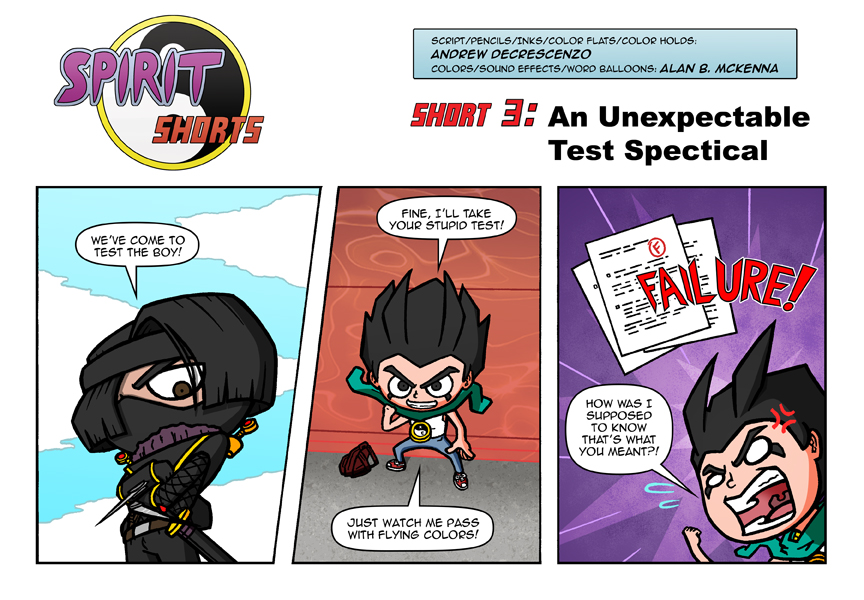 SPIRIT
SHORTS
SCRIPT/PENCILS/INKS/COLOR FLATS/COLOR HOLDS:
ANDREW DECRESCENZO
COLORS/SOUND EFFECTS/WORD BALLOONS: ALAN B. MCKENNA
SHORT 3: An Unexpectable
Test Spectical
WE'VE COME TO
TEST THE BOY!
FINE, I'LL TAKE
YOUR STUPID TEST!
JUST WATCH ME PASS
WITH FLYING COLORS!
F
FAILURE!
HOW WAS I
SUPPOSED
TO KNOW
THAT'S WHAT
YOU MEANT?!